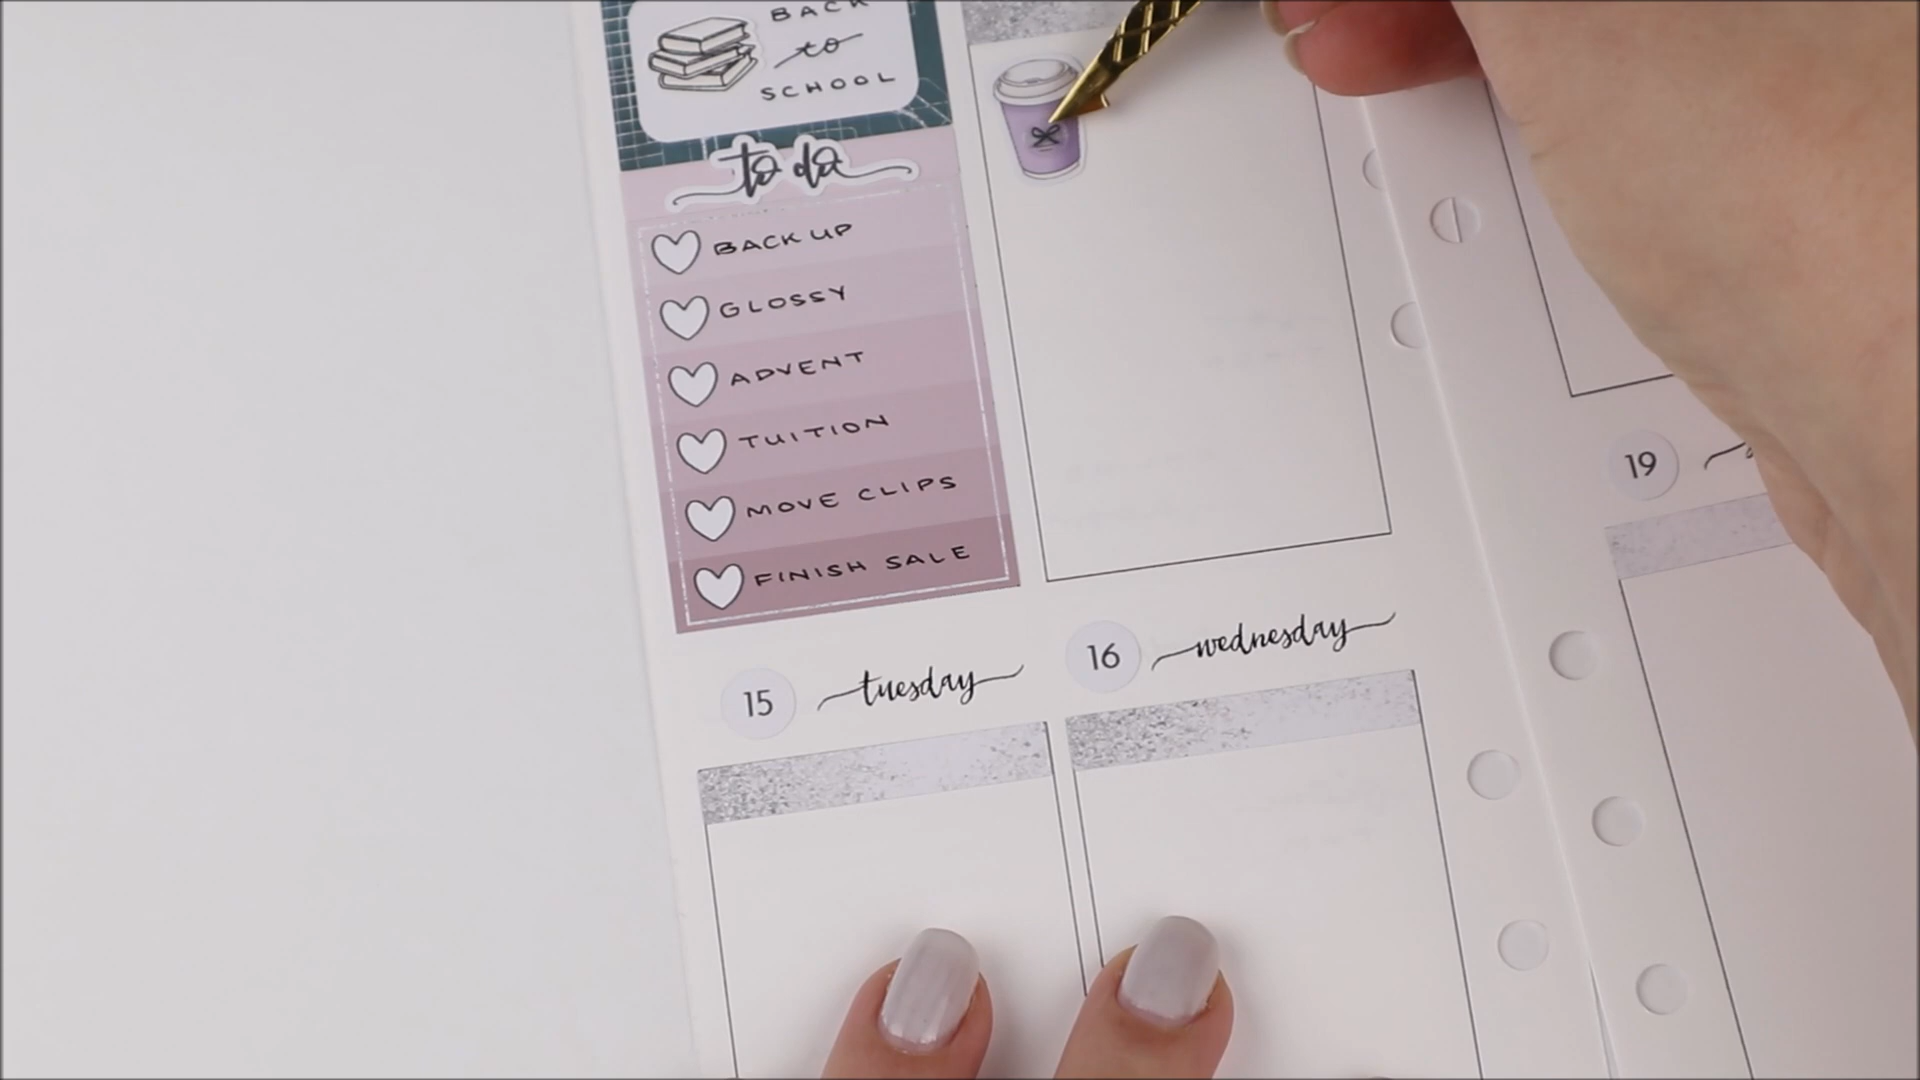 BACK
to
SCHOOL
to do
BACK UP
GLOSSY
ADVENT
TUITION
MOVE CLIPS
FINISH SALE
15 tuesday
16 wednesday
19